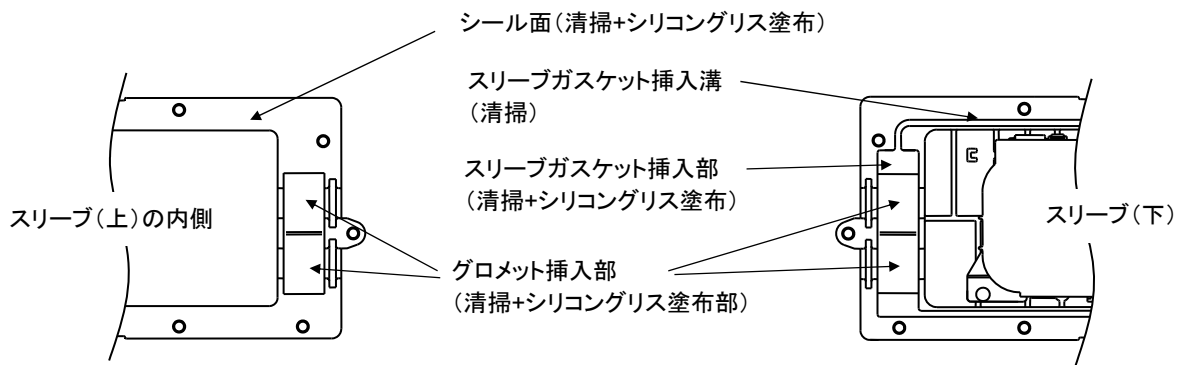 シール面(清掃+シリコングリス塗布)
スリーブガスケット挿入溝
(清掃)
スリーブガスケット挿入部
(清掃+シリコングリス塗布)
スリーブ(上)の内側
スリーブ(下)
グロメット挿入部
(清掃+シリコングリス塗布部)